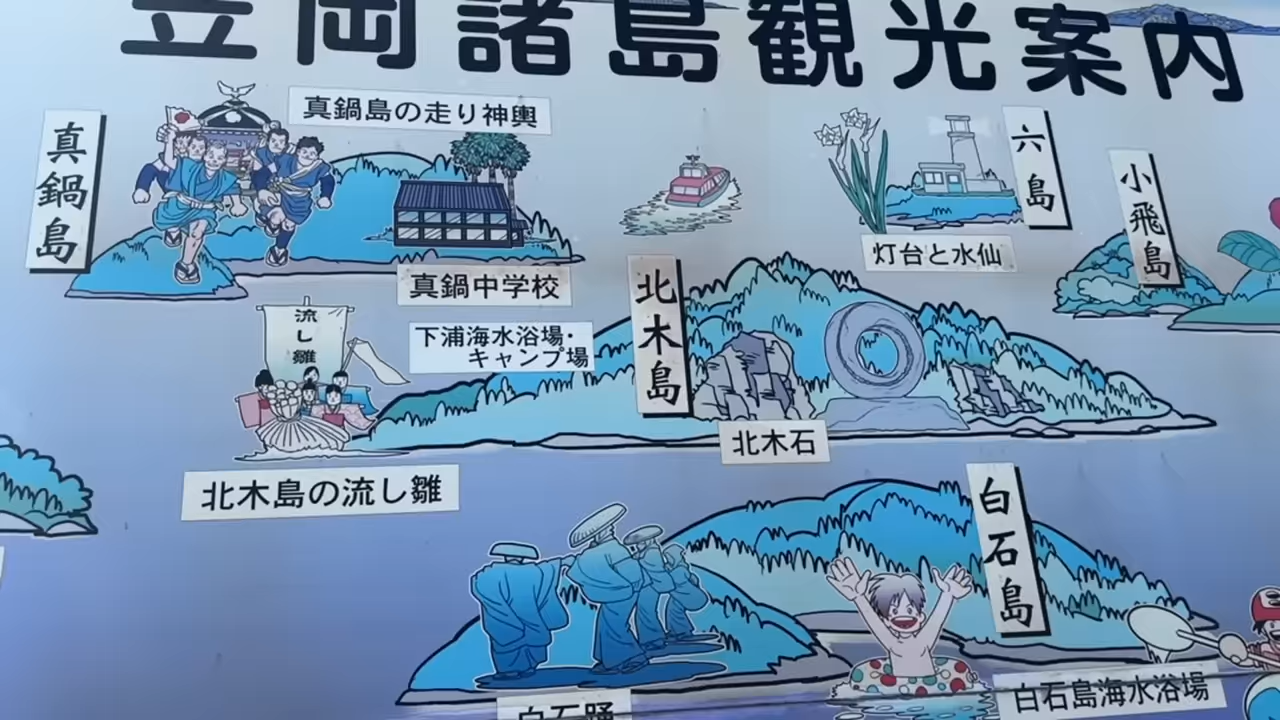 笠岡諸島観光案内
真鍋島
真鍋島の走り神輿
六島
小飛島
灯台と水仙
真鍋中学校
北木島
流し雛
下浦海水浴場・
キャンプ場
北木石
北木島の流し雛
白石島
白石島海水浴場
白石踊